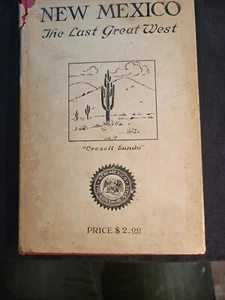 NEW MEXICO
The Last Great West
"Crescit Eundo"
PRICE $2.00